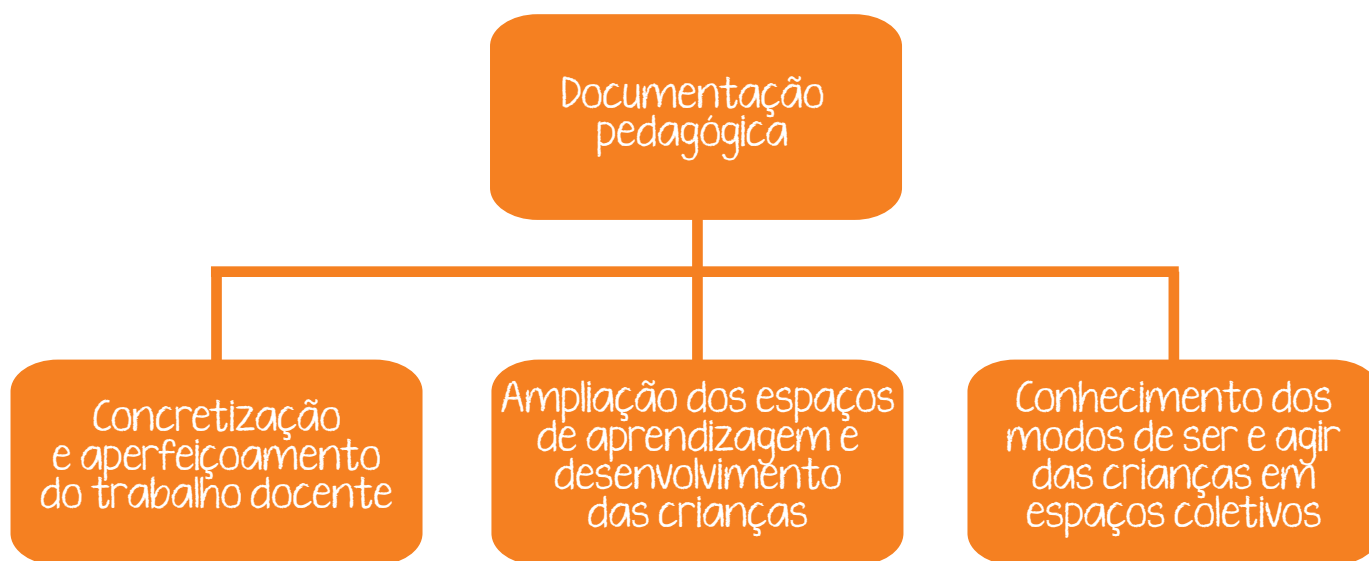 Documentação
pedagógica
Concretização
e aperfeiçoamento
do trabalho docente
Ampliação dos espaços
de aprendizagem e
desenvolvimento
das crianças
Conhecimento dos
modos de ser e agir
das crianças em
espaços coletivos